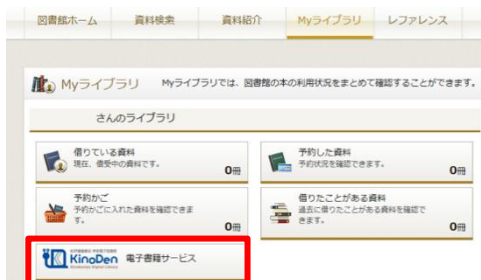 図書館ホーム 資料検索 資料紹介 Myライブラリ レファレンス
Myライブラリ Myライブラリでは、図書館の本の利用状況をまとめて確認することができます。
さんのライブラリ
借りている資料
現在、借受中の資料です。
0冊
予約した資料
予約状況を確認できます。
0冊
予約かご
予約かごに入れた資料を確認できま
す。
0冊
借りたことがある資料
過去に借りたことがある資料を確認で
きます。
0冊
KinoDen 電子書籍サービス
Kinokuniya Digital Library